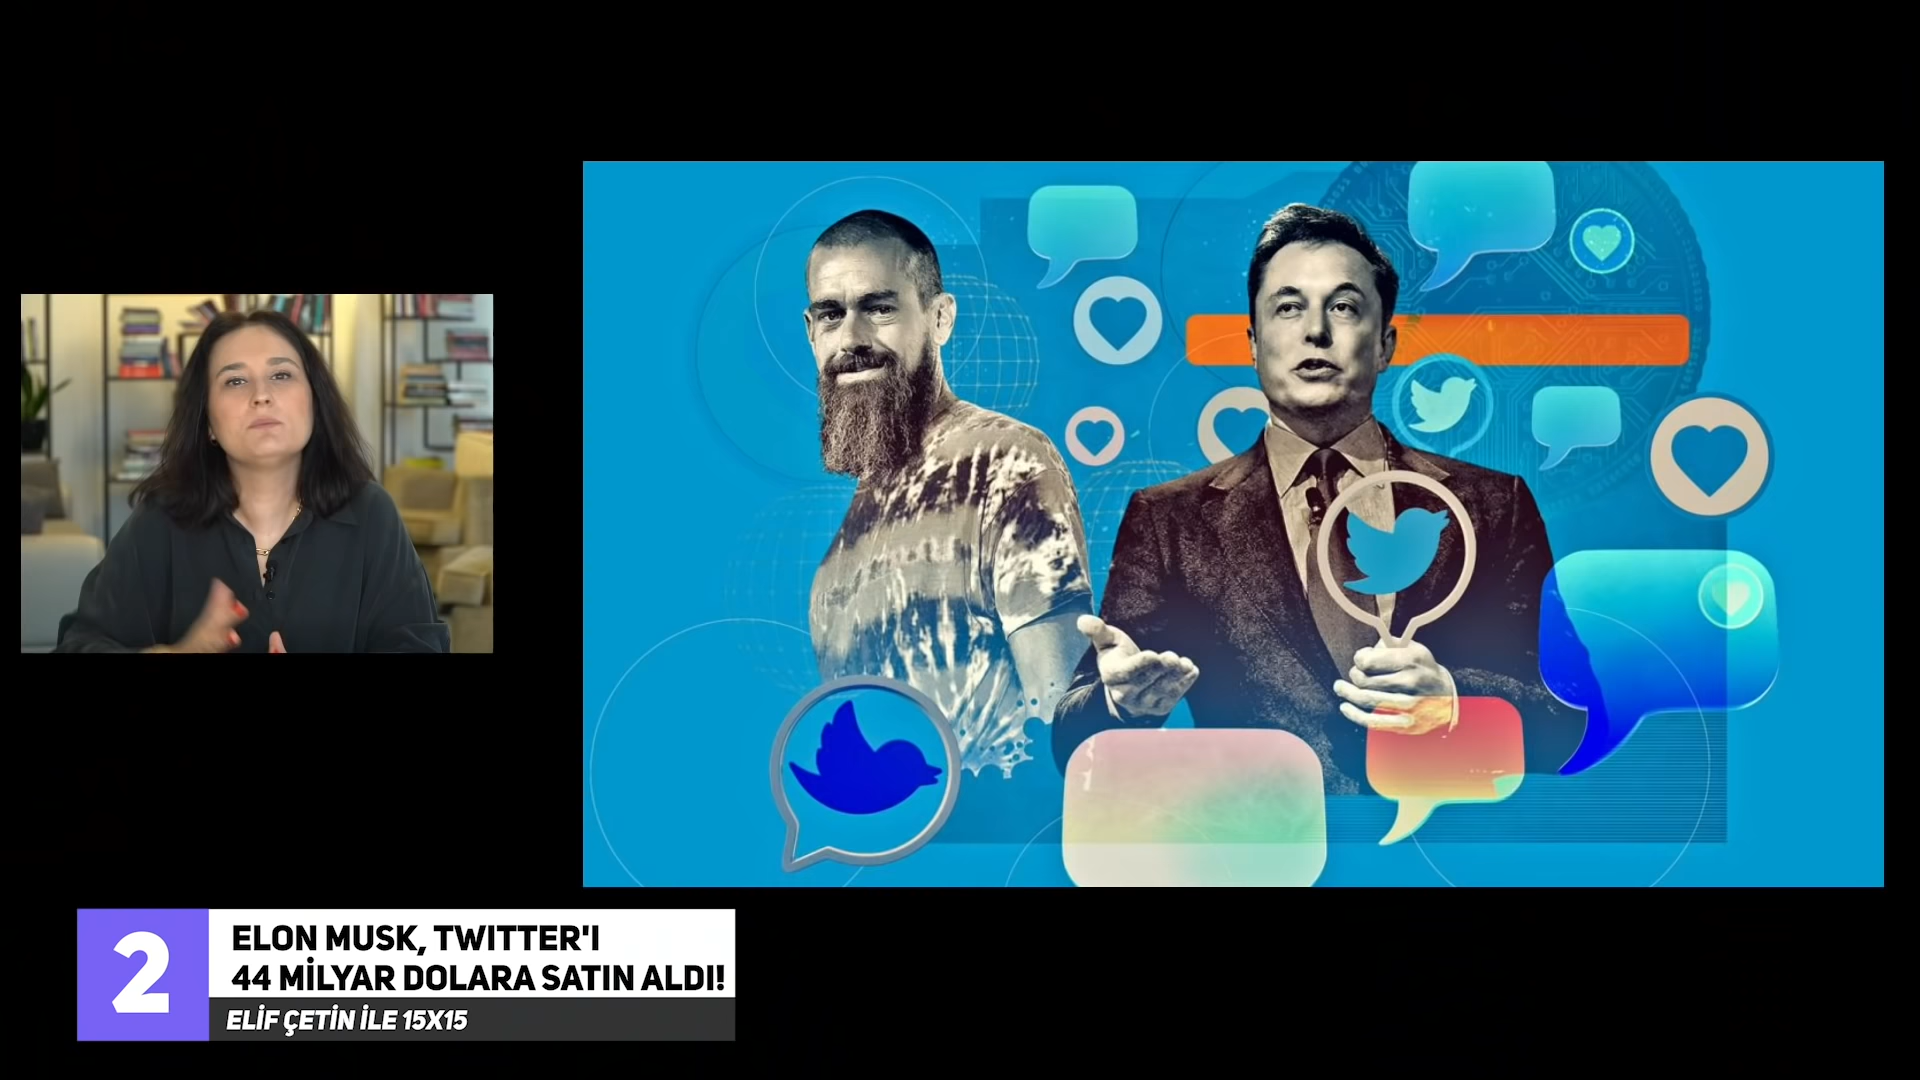 2
ELON MUSK, TWITTER'I
44 MİLYAR DOLARA SATIN ALDI!
ELİF ÇETİN İLE 15X15